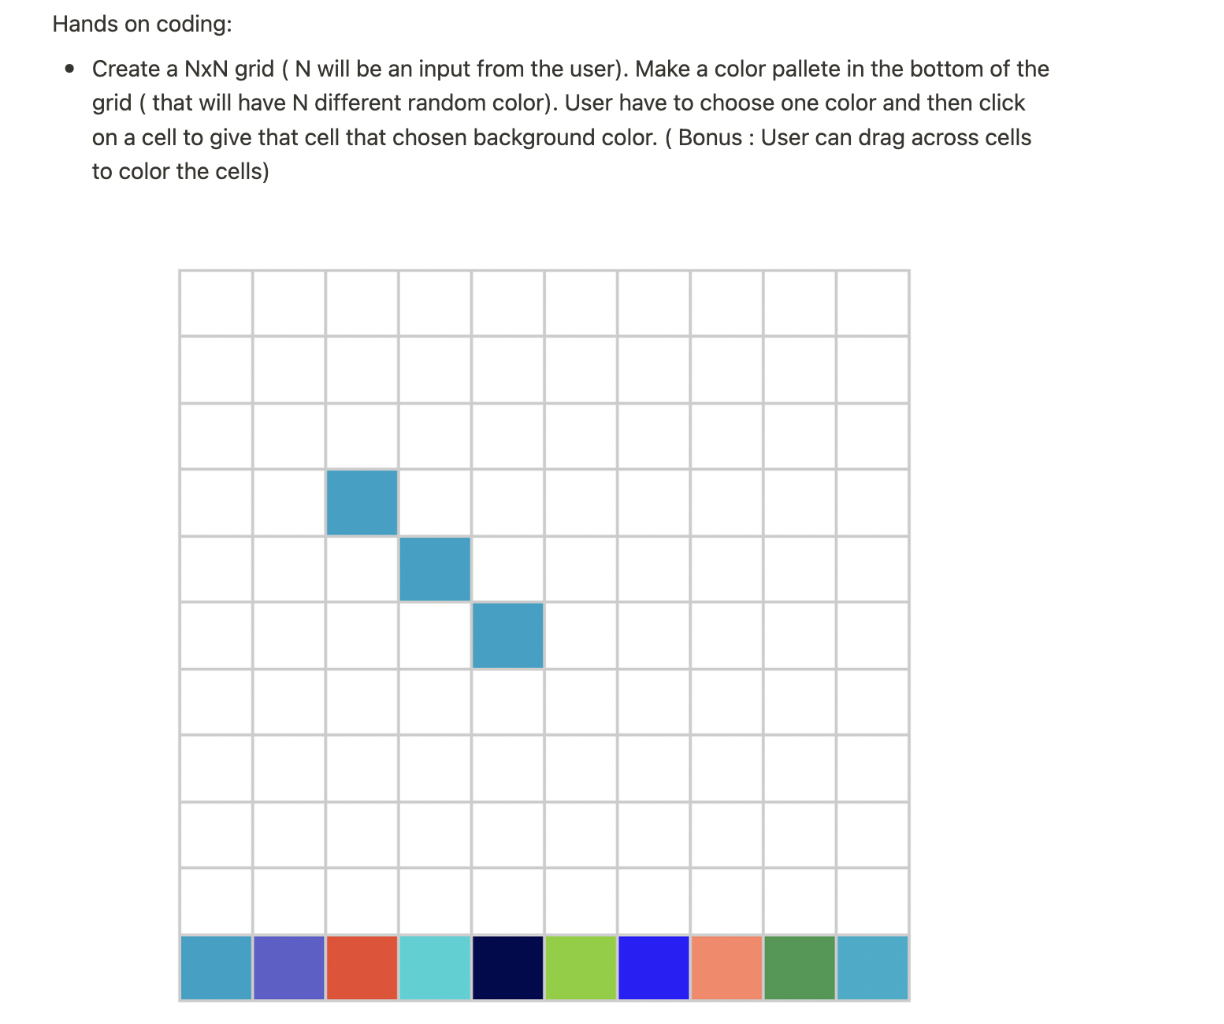 Hands on coding:
• Create a NxN grid ( N will be an input from the user). Make a color pallete in the bottom of the
grid ( that will have N different random color). User have to choose one color and then click
on a cell to give that cell that chosen background color. ( Bonus : User can drag across cells
to color the cells)